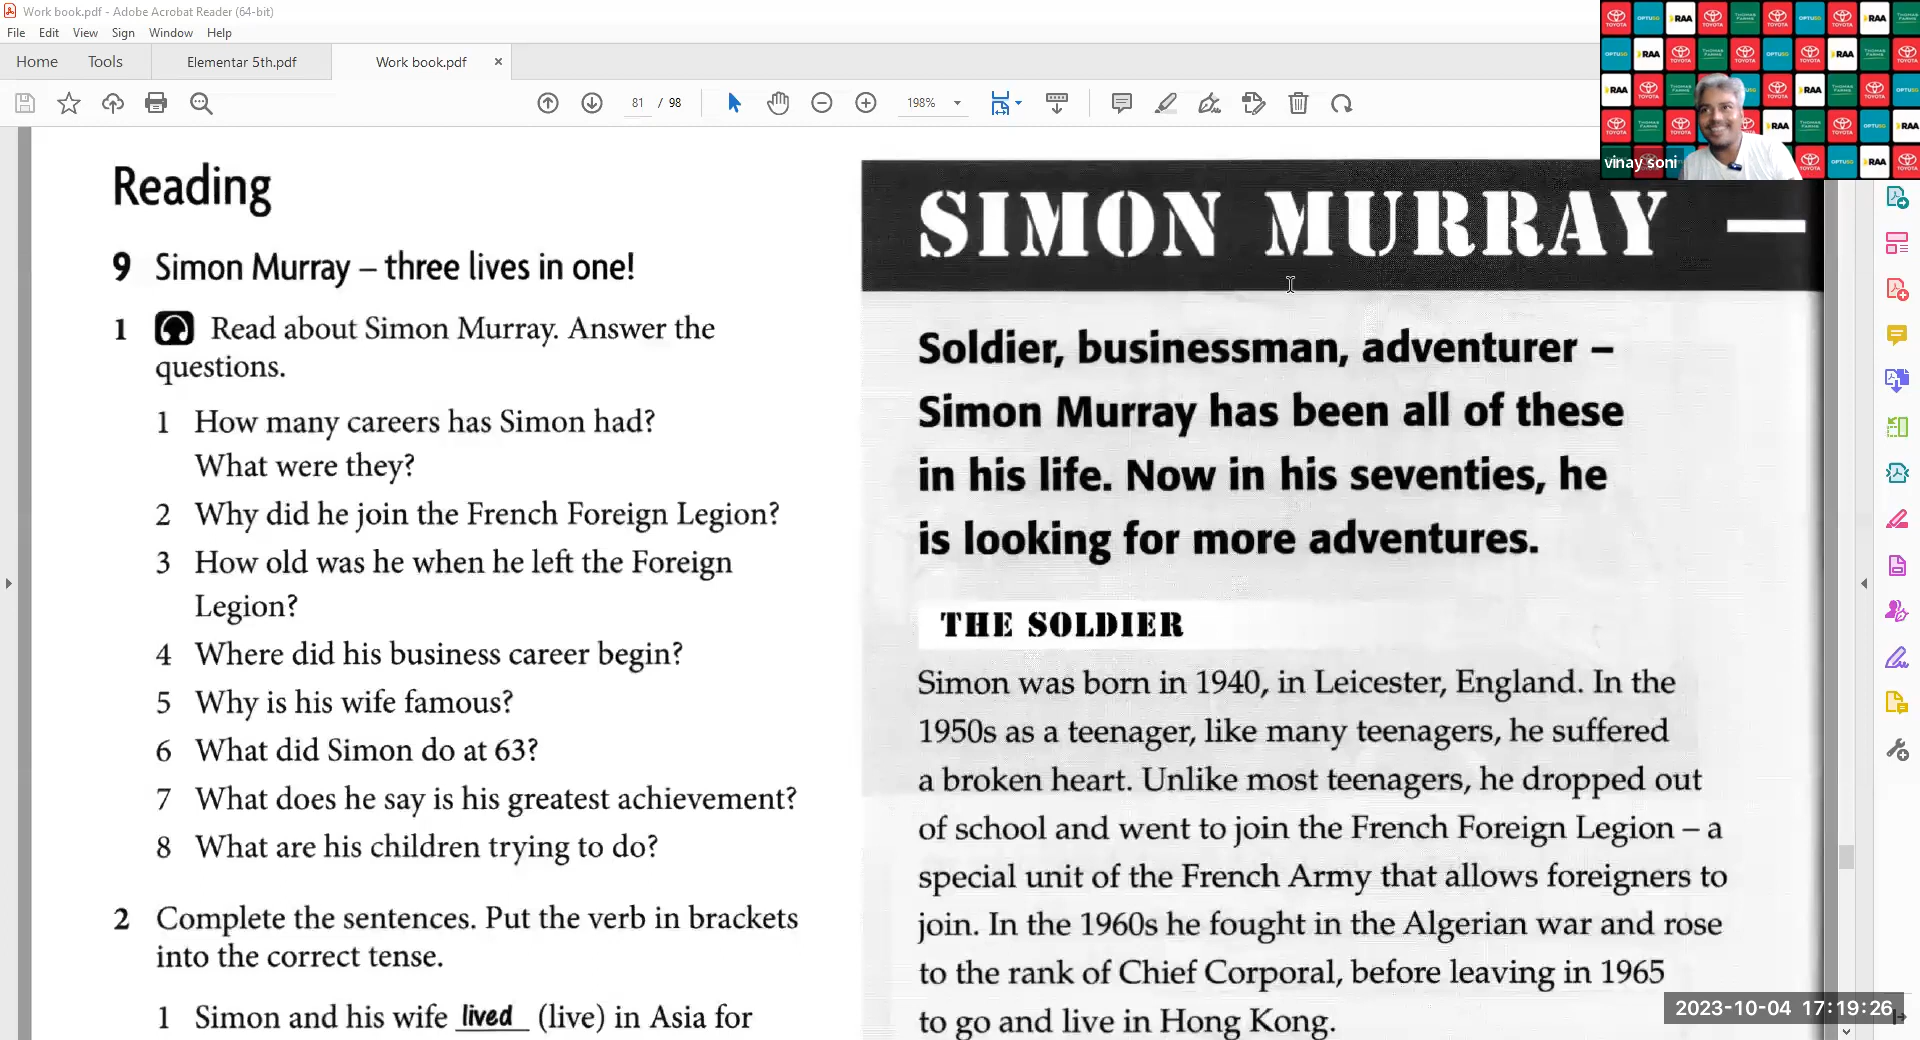 Work book.pdf - Adobe Acrobat Reader (64-bit)
File Edit View Sign Window Help
Home Tools Elementar 5th.pdf Work book.pdf ×
81 / 98 198%
Reading
9 Simon Murray – three lives in one!
1 Read about Simon Murray. Answer the
questions.
1 How many careers has Simon had?
What were they?
2 Why did he join the French Foreign Legion?
3 How old was he when he left the Foreign
Legion?
4 Where did his business career begin?
5 Why is his wife famous?
6 What did Simon do at 63?
7 What does he say is his greatest achievement?
8 What are his children trying to do?
2 Complete the sentences. Put the verb in brackets
into the correct tense.
1 Simon and his wife lived (live) in Asia for
SIMON MURRAY —
Soldier, businessman, adventurer –
Simon Murray has been all of these
in his life. Now in his seventies, he
is looking for more adventures.
THE SOLDIER
Simon was born in 1940, in Leicester, England. In the
1950s as a teenager, like many teenagers, he suffered
a broken heart. Unlike most teenagers, he dropped out
of school and went to join the French Foreign Legion – a
special unit of the French Army that allows foreigners to
join. In the 1960s he fought in the Algerian war and rose
to the rank of Chief Corporal, before leaving in 1965
to go and live in Hong Kong.
TOYOTA OPTUS RAA TOYOTA THOMAS FARMS TOYOTA OPTUS TOYOTA RAA
vinay soni
2023-10-04 17:19:26